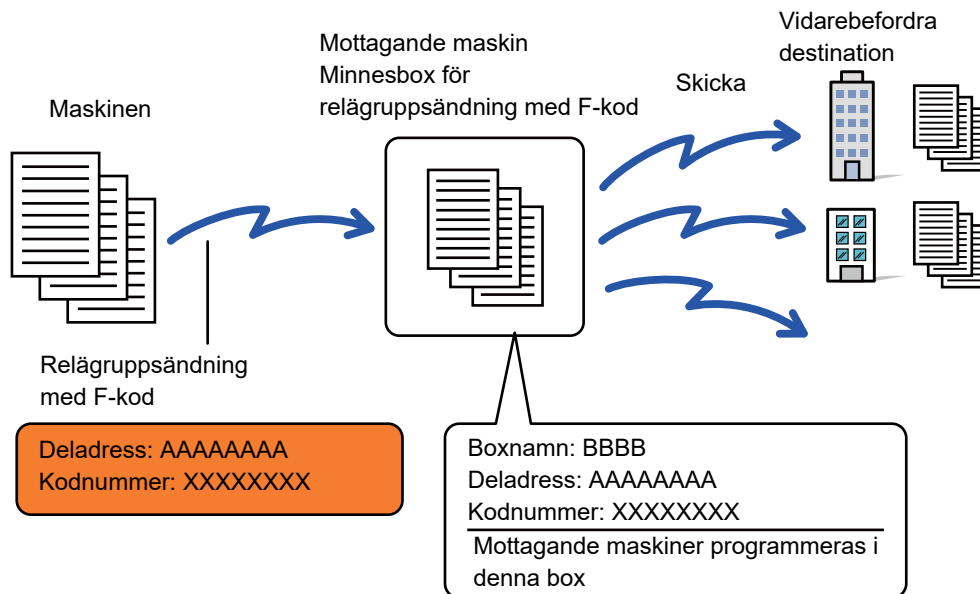 Maskinen
Mottagande maskin
Minnesbox för
relägruppsändning med F-kod
Skicka
Vidarebefordra
destination
Relägruppsändning
med F-kod
Deladress: AAAAAAAA
Kodnummer: XXXXXXXX
Boxnamn: BBBB
Deladress: AAAAAAAA
Kodnummer: XXXXXXXX
Mottagande maskiner programmeras i
denna box